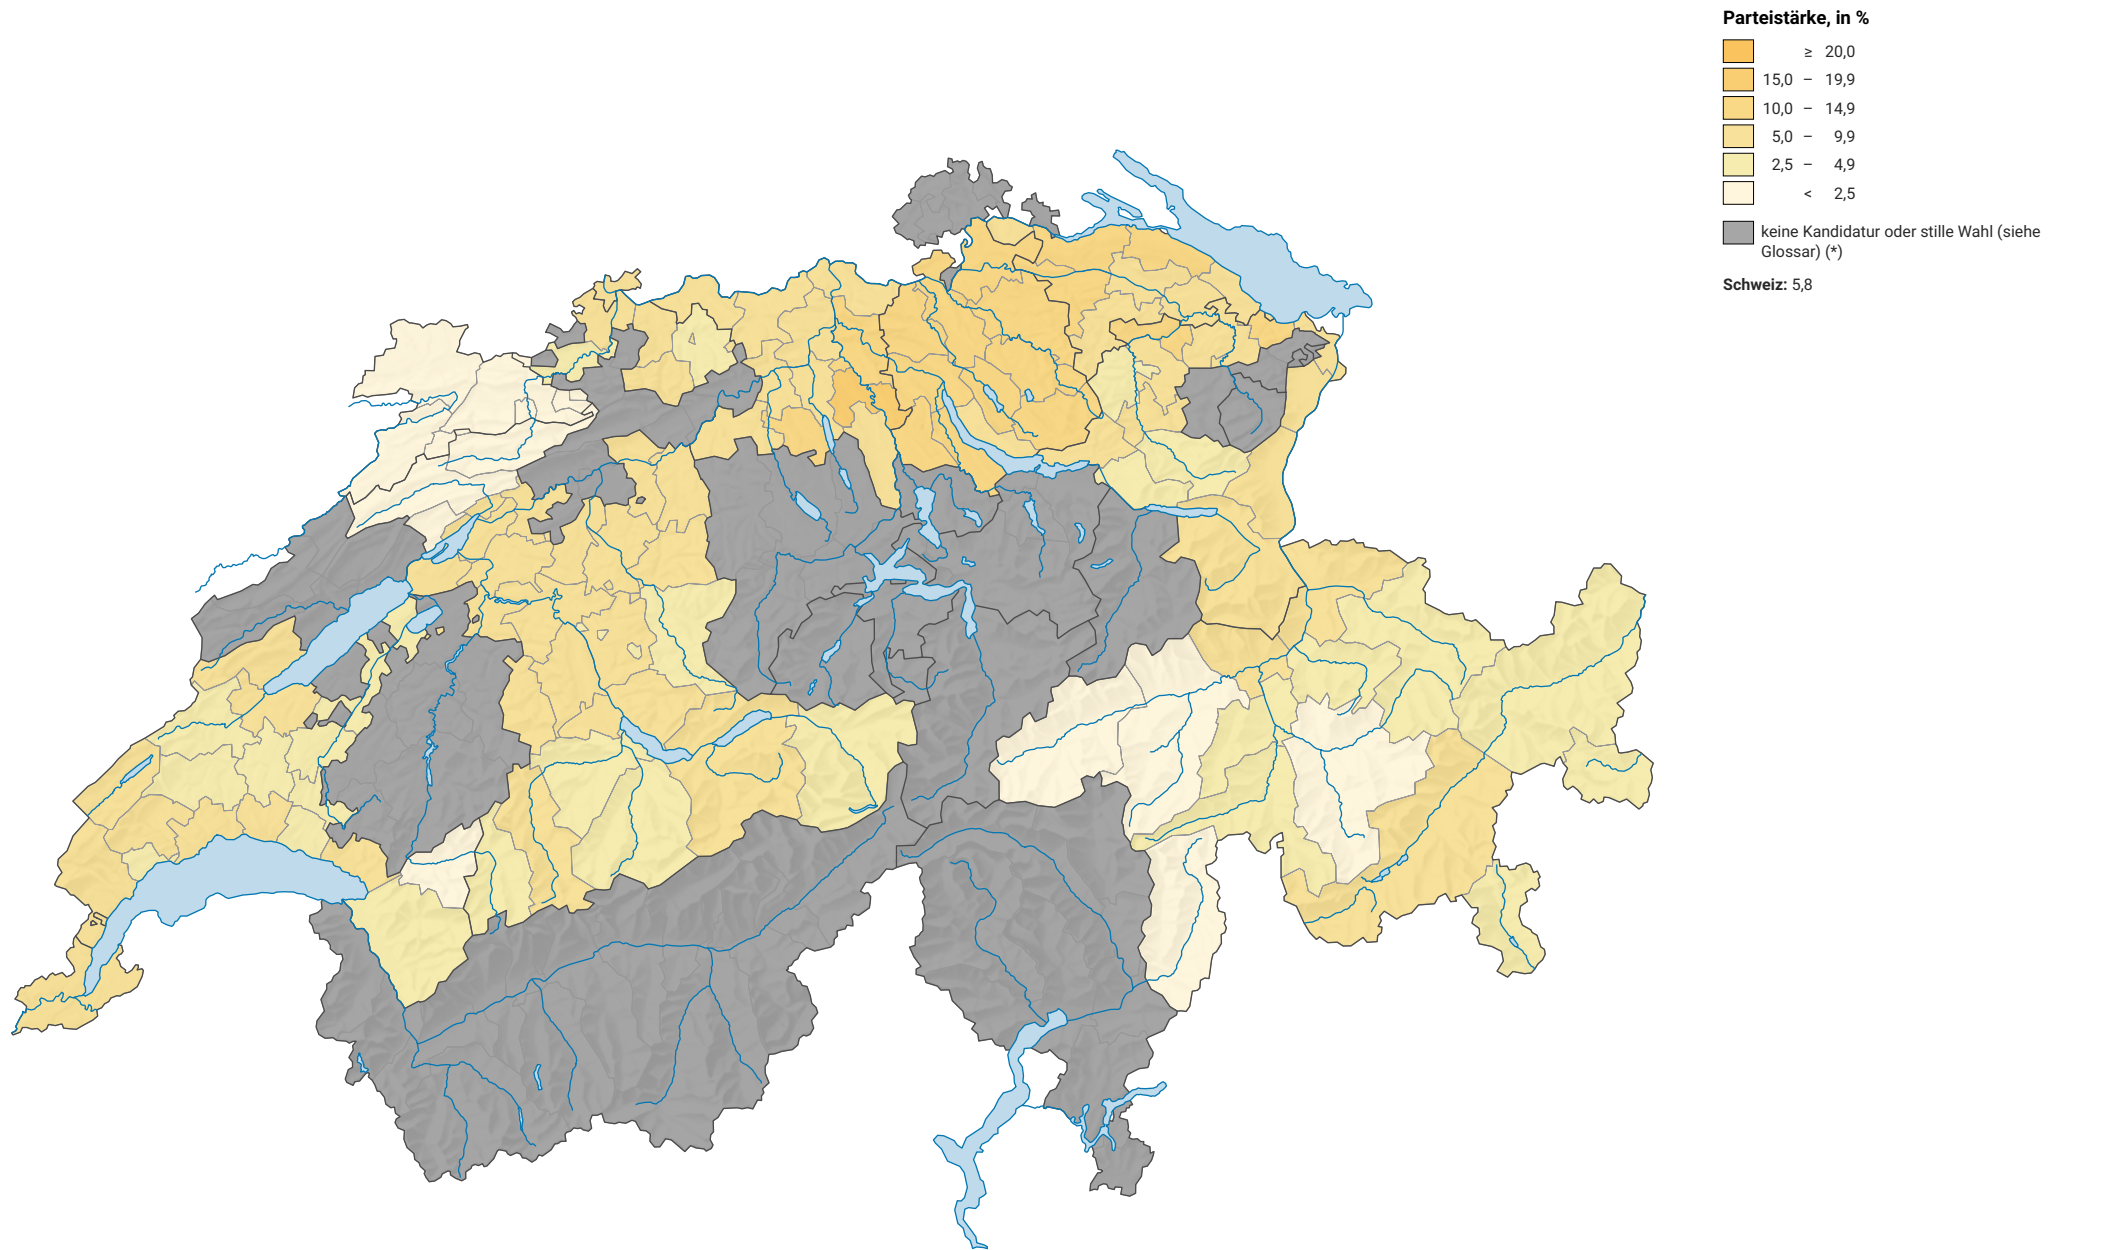 Parteistärke, in %
≥ 20,0
15,0 – 19,9
10,0 – 14,9
5,0 – 9,9
2,5 – 4,9
< 2,5
keine Kandidatur oder stille Wahl (siehe
Glossar) (*)
Schweiz: 5,8